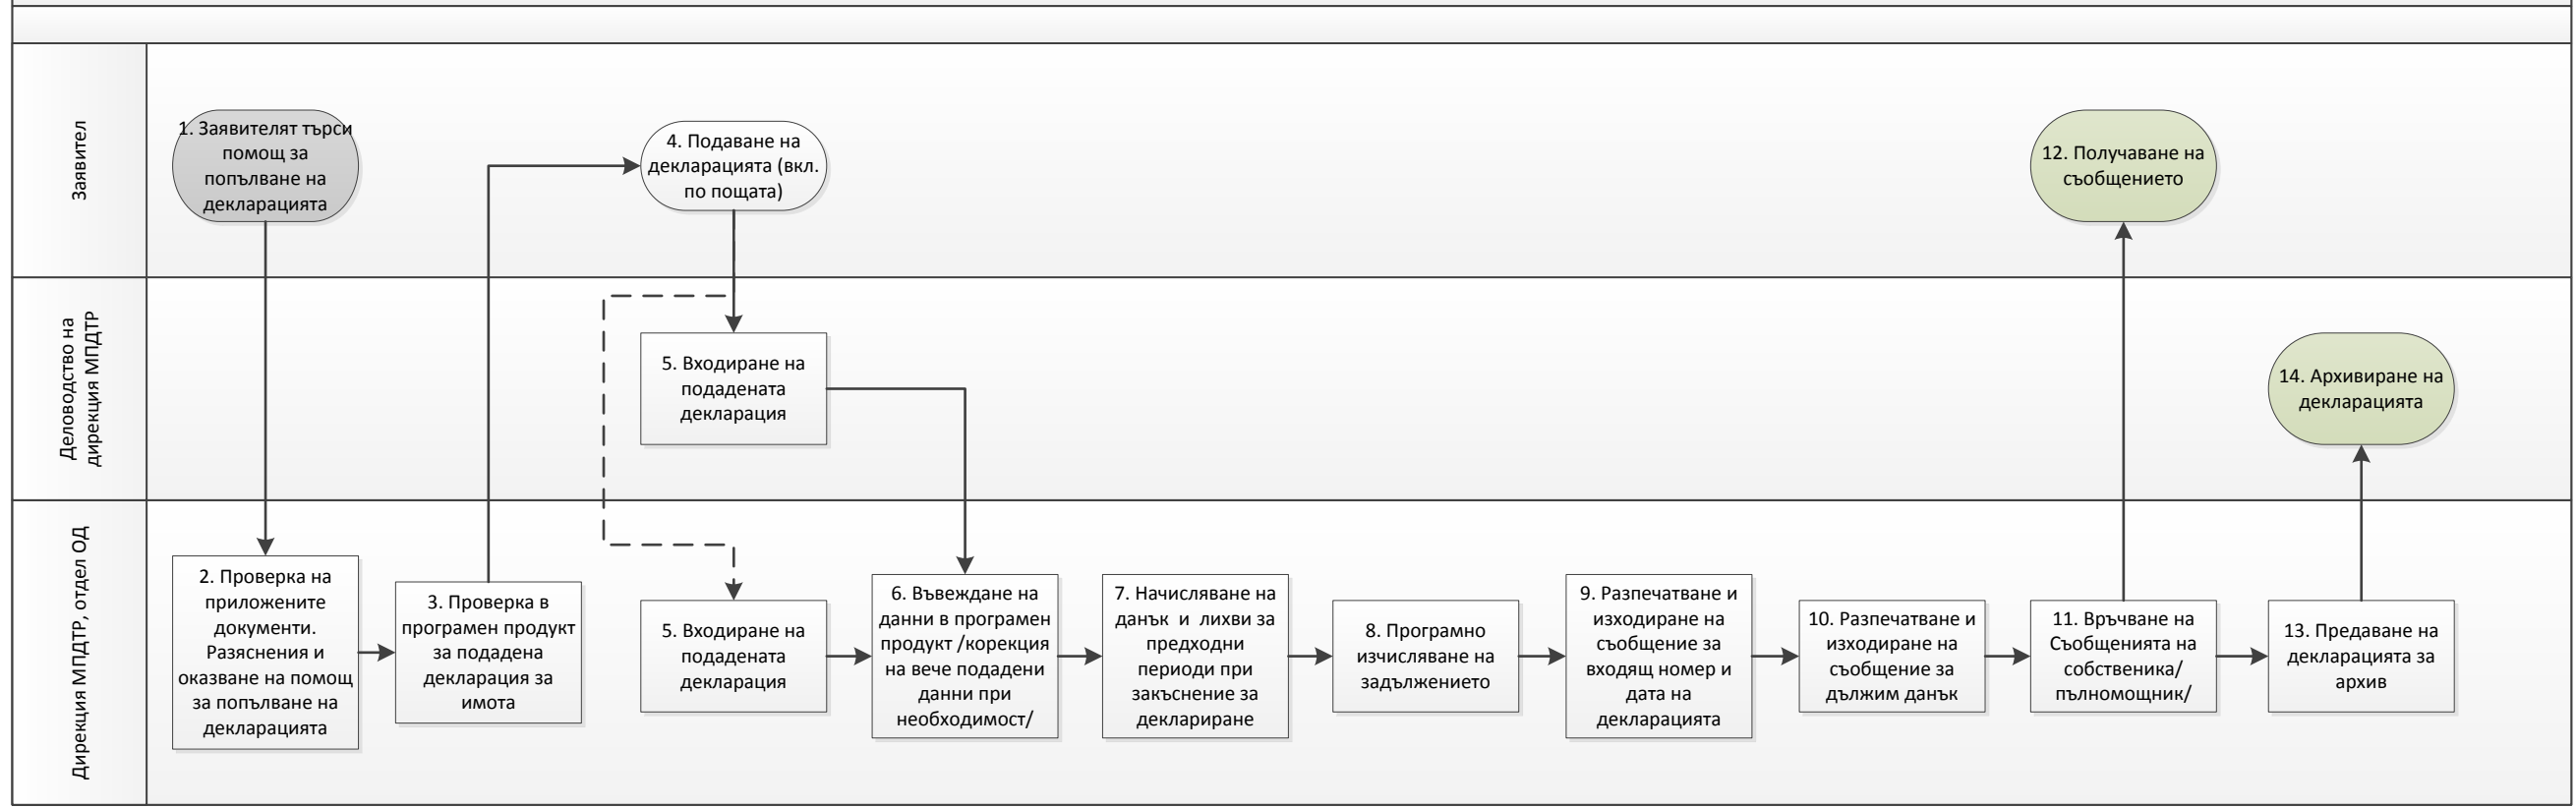 Заявител
1. Заявителят търси
помощ за
попълване на
декларацията
4. Подаване на
декларацията (вкл.
по пощата)
12. Получаване на
съобщението
Деловодство на
дирекция МПДТР
5. Входиране на
подадената
декларация
14. Архивиране на
декларацията
Дирекция МПДТР, отдел ОД
2. Проверка на
приложените
документи.
Разяснения и
оказване на помощ
за попълване на
декларацията
3. Проверка в
програмен продукт
за подадена
декларация за
имота
5. Входиране на
подадената
декларация
6. Въвеждане на
данни в програмен
продукт /корекция
на вече подадени
данни при
необходимост/
7. Начисляване на
данък и лихви за
предходни
периоди при
закъснение за
деклариране
8. Програмно
изчисляване на
задължението
9. Разпечатване и
изходиране на
съобщение за
входящ номер и
дата на
декларацията
10. Разпечатване и
изходиране на
съобщение за
дължим данък
11. Връчване на
Съобщенията на
собственика/
пълномощник/
13. Предаване на
декларацията за
архив